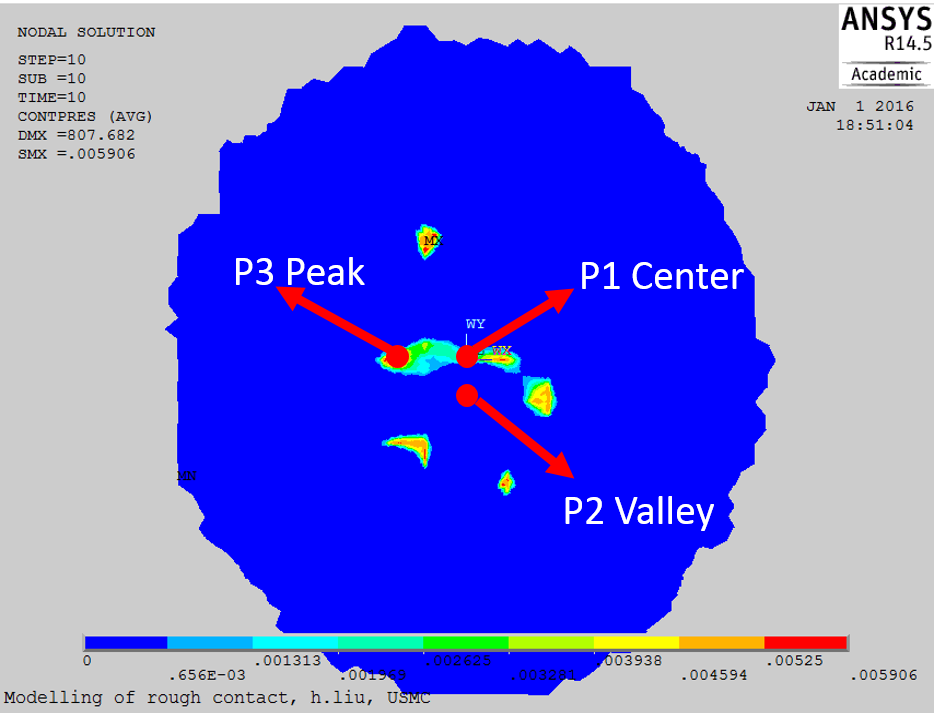 NODAL SOLUTION
STEP=10
SUB =10
TIME=10
CONTPRES (AVG)
DMX =807.682
SMX =.005906
ANSYS
R14.5
Academic
JAN 1 2016
18:51:04
MX
P3 Peak
P1 Center
WY
WX
P2 Valley
MN
0 .001313 .002625 .003938 .00525
.656E-03 .001969 .003281 .004594 .005906
Modelling of rough contact, h.liu, USMC